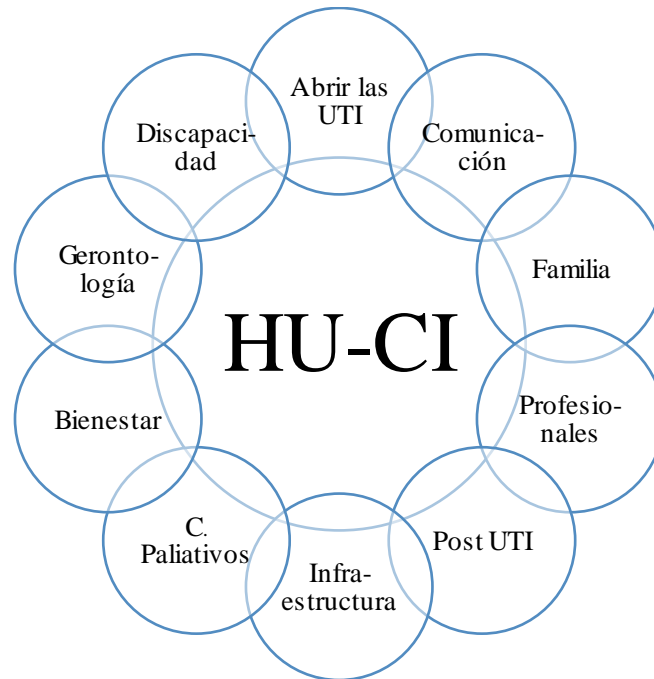 Abrir las
UTI
Comunica-
ción
Familia
Profesio-
nales
Post UTI
Infra-
estructura
C.
Paliativos
Bienestar
Geronto-
logía
Discapaci-
dad
HU-CI